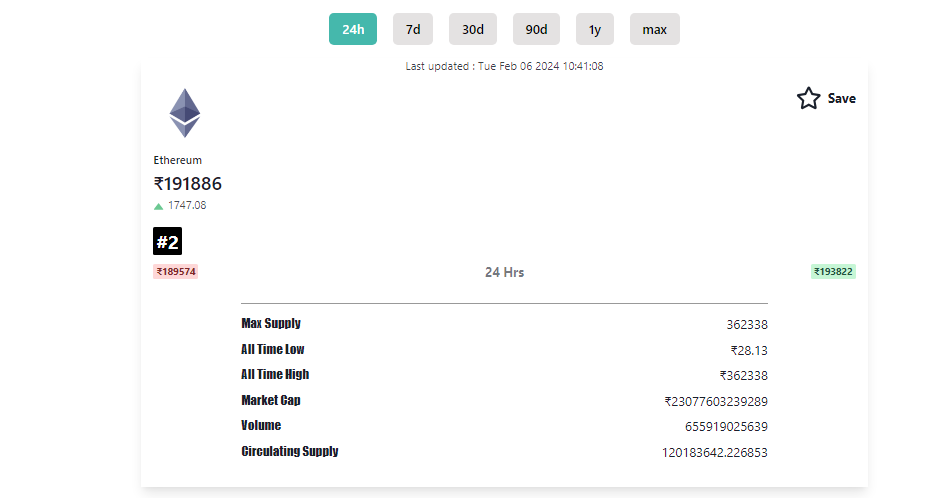 24h 7d 30d 90d 1y max
Last updated : Tue Feb 06 2024 10:41:08
Save
Ethereum
₹191886
1747.08
#2
₹189574 24 Hrs ₹193822
Max Supply 362338
All Time Low ₹28.13
All Time High ₹362338
Market Cap ₹23077603239289
Volume 655919025639
Circulating Supply 120183642.226853